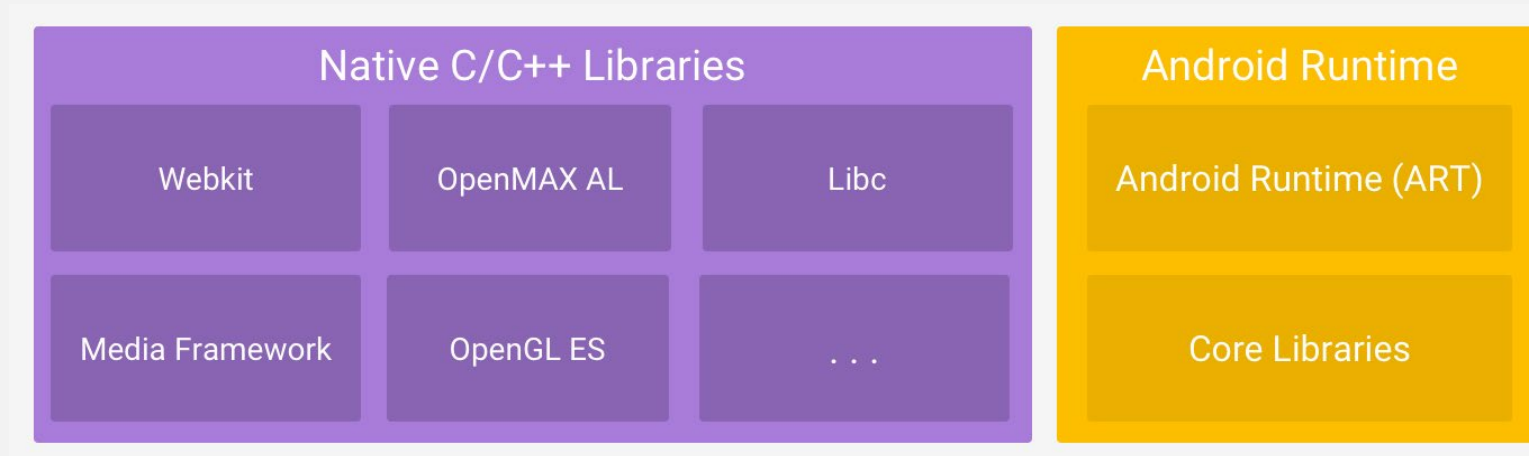 Native C/C++ Libraries
Android Runtime
Webkit
OpenMAX AL
Libc
Android Runtime (ART)
Media Framework
OpenGL ES
. . .
Core Libraries